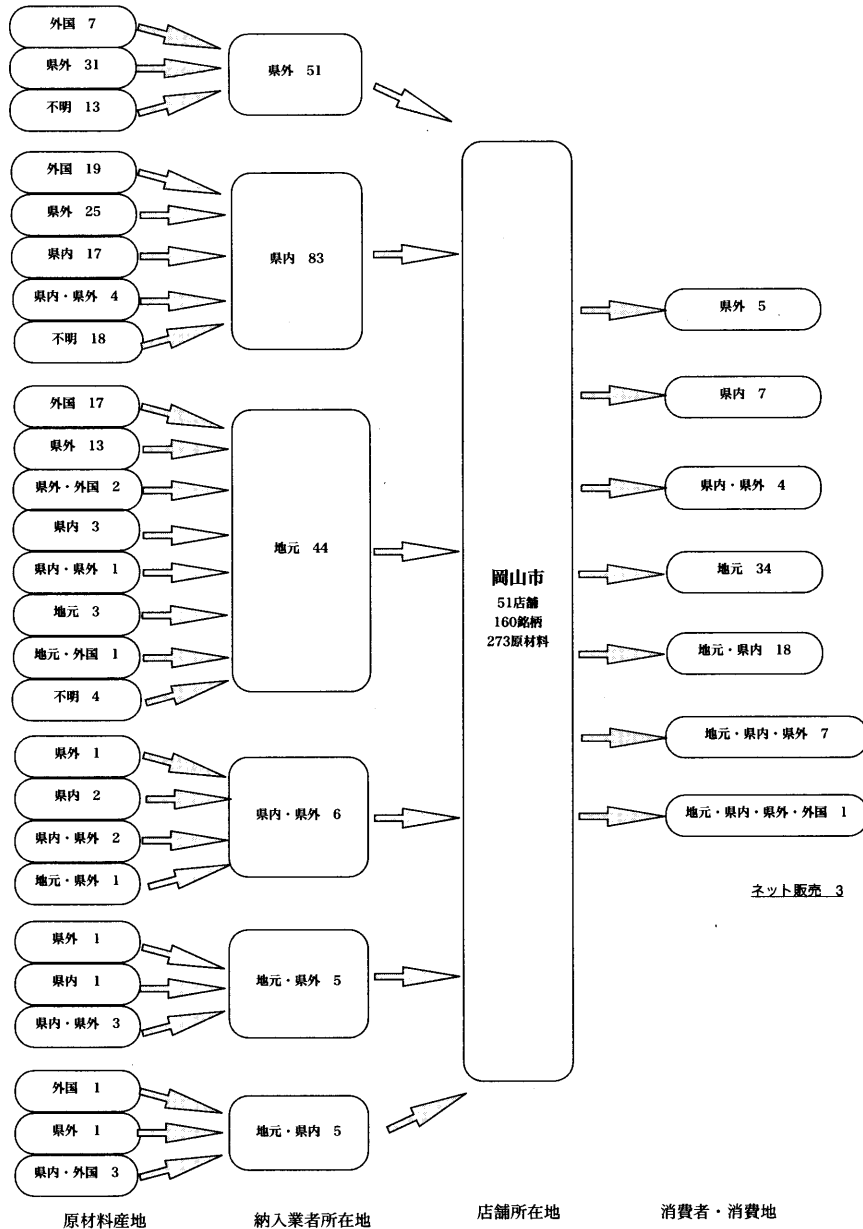 外国 7
県外 31
不明 13
県外 51
外国 19
県外 25
県内 17
県内・県外 4
不明 18
県内 83
外国 17
県外 13
県外・外国 2
県内 3
県内・県外 1
地元 3
地元・外国 1
不明 4
地元 44
県外 1
県内 2
県内・県外 2
地元・県外 1
県内・県外 6
県外 1
県内 1
県内・県外 3
地元・県外 5
外国 1
県外 1
県内・外国 3
地元・県内 5
岡山市
51店舗
160銘柄
273原材料
県外 5
県内 7
県内・県外 4
地元 34
地元・県内 18
地元・県内・県外 7
地元・県内・県外・外国 1
ネット販売 3
原材料産地
納入業者所在地
店舗所在地
消費者・消費地